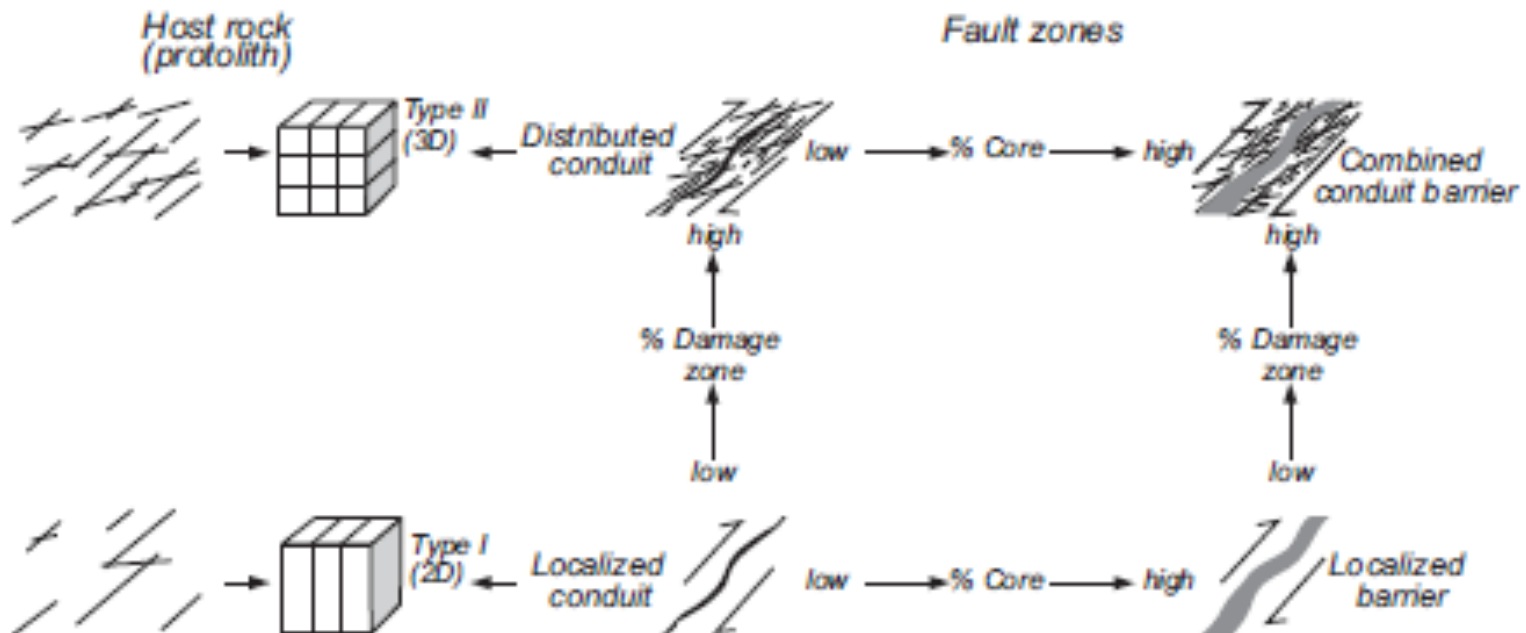 Host rock
(protolith)
Fault zones
Type II
(3D)
Distributed
conduit
low
% Core
high
Combined
conduit barrier
high
high
% Damage
zone
% Damage
zone
low
low
Type I
(2D)
Localized
conduit
low
% Core
high
Localized
barrier